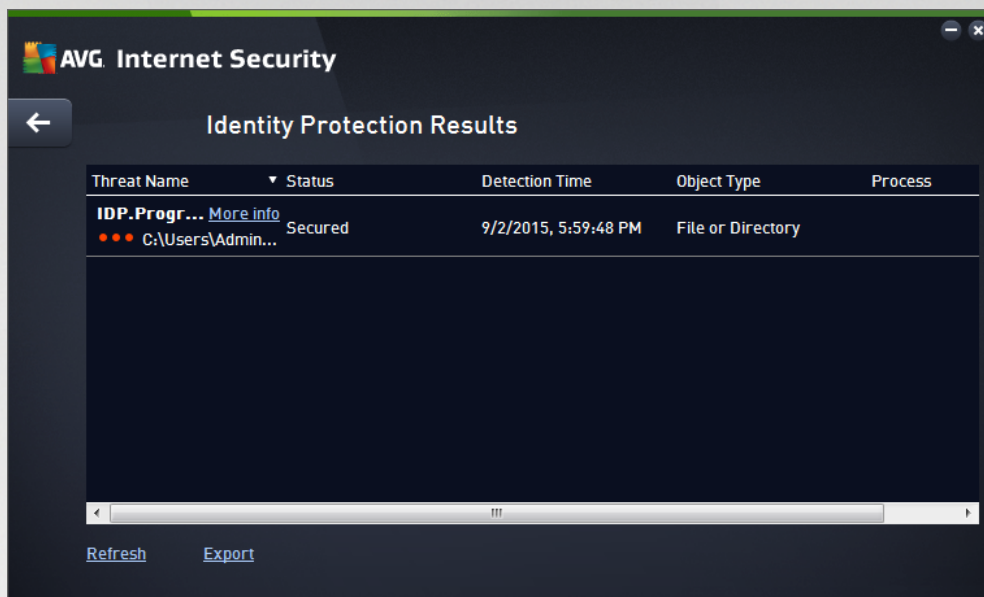 AVG. Internet Security
Identity Protection Results
Threat Name Status Detection Time Object Type Process
IDP.Progr... More info
Secured 9/2/2015, 5:59:48 PM File or Directory
C:\Users\Admin...
Refresh Export